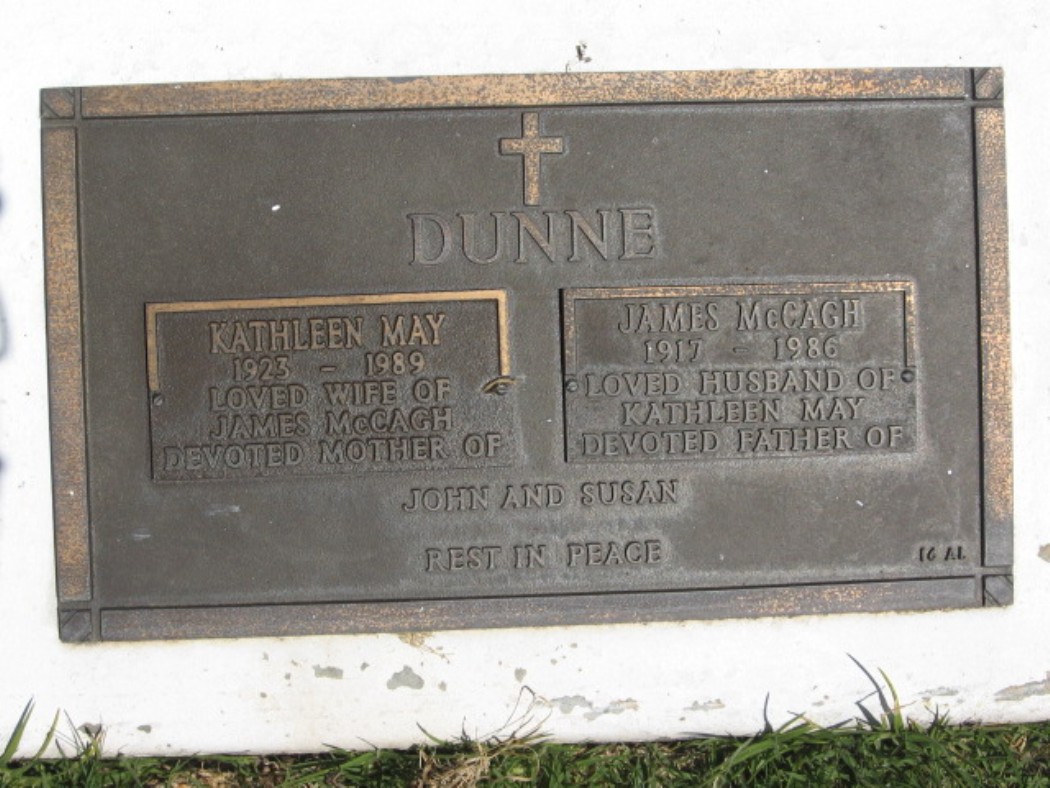 DUNNE
KATHLEEN MAY
1923 - 1989
LOVED WIFE OF
JAMES McCAGH
DEVOTED MOTHER OF
JAMES McCAGH
1917 - 1986
LOVED HUSBAND OF
KATHLEEN MAY
DEVOTED FATHER OF
JOHN AND SUSAN
REST IN PEACE
16 AL